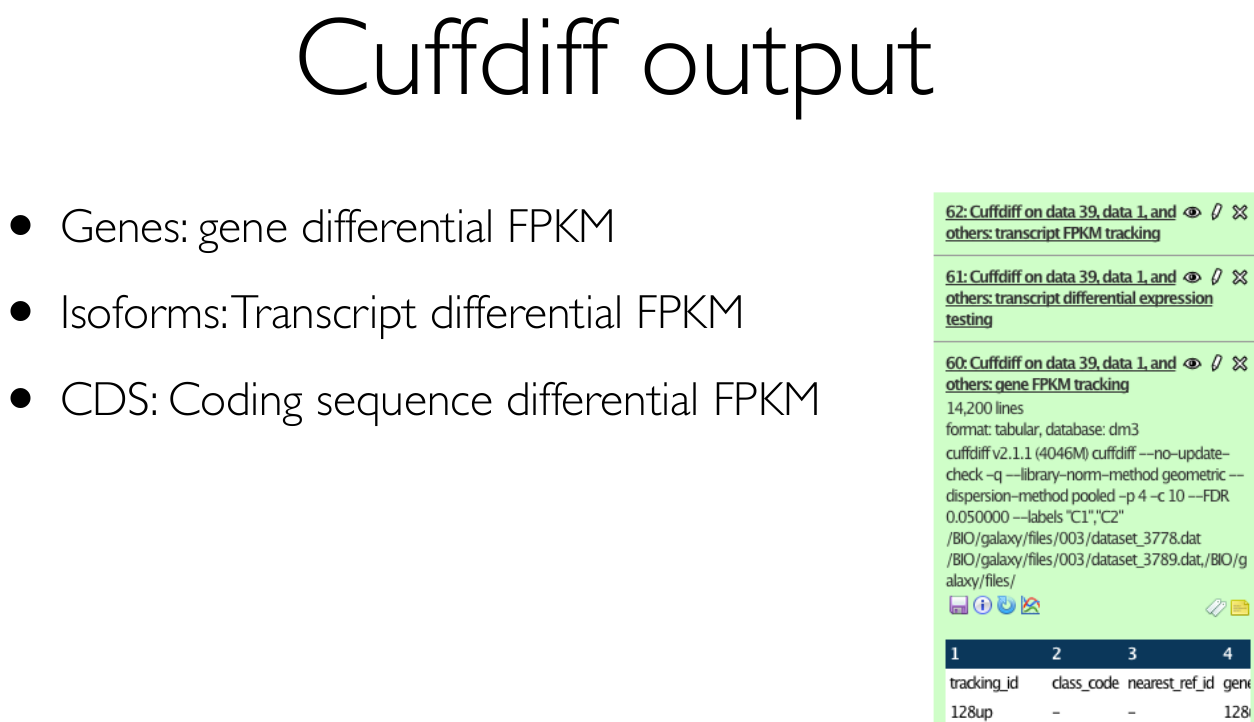 Cuffdiff output
• Genes: gene differential FPKM
• Isoforms: Transcript differential FPKM
• CDS: Coding sequence differential FPKM
62: Cuffdiff on data 39, data 1, and
others: transcript FPKM tracking
61: Cuffdiff on data 39, data 1, and
others: transcript differential expression
testing
60: Cuffdiff on data 39, data 1, and
others: gene FPKM tracking
14,200 lines
format: tabular, database: dm3
cuffdiff v2.1.1 (4046M) cuffdiff --no-update-
check -q --library-norm-method geometric --
dispersion-method pooled -p 4 -c 10 --FDR
0.050000 --labels "C1","C2"
/BIO/galaxy/files/003/dataset_3778.dat
/BIO/galaxy/files/003/dataset_3789.dat,/BIO/g
alaxy/files/
1 2 3 4
tracking_id class_code nearest_ref_id gene
128up - - 128